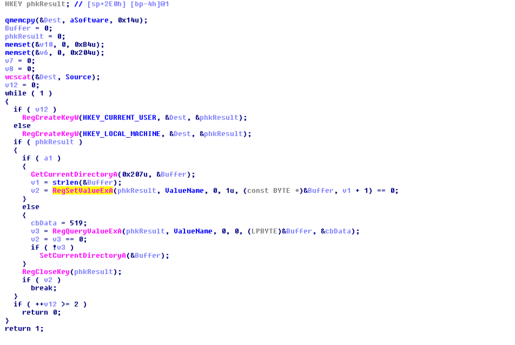 HKEY phkResult; // [sp+2E0h] [bp-4h]@1
qmemcpy(&Dest, aSoftware, 0x14u);
Buffer = 0;
phkResult = 0;
memset(&v10, 0, 0xB4u);
memset(&v6, 0, 0x204u);
v7 = 0;
v8 = 0;
wcscat(&Dest, Source);
v12 = 0;
while ( 1 )
{
if ( v12 )
RegCreateKeyW(HKEY_CURRENT_USER, &Dest, &phkResult);
else
RegCreateKeyW(HKEY_LOCAL_MACHINE, &Dest, &phkResult);
if ( phkResult )
{
if ( a1 )
{
GetCurrentDirectoryA(0x207u, &Buffer);
v1 = strlen(&Buffer);
v2 = RegSetValueExA(phkResult, ValueName, 0, 1u, (const BYTE *)&Buffer, v1 + 1) == 0;
}
else
{
cbData = 519;
v3 = RegQueryValueExA(phkResult, ValueName, 0, 0, (LPBYTE)&Buffer, &cbData);
v2 = v3 == 0;
if ( !v3 )
SetCurrentDirectoryA(&Buffer);
}
RegCloseKey(phkResult);
if ( v2 )
break;
}
if ( ++v12 >= 2 )
return 0;
}
return 1;